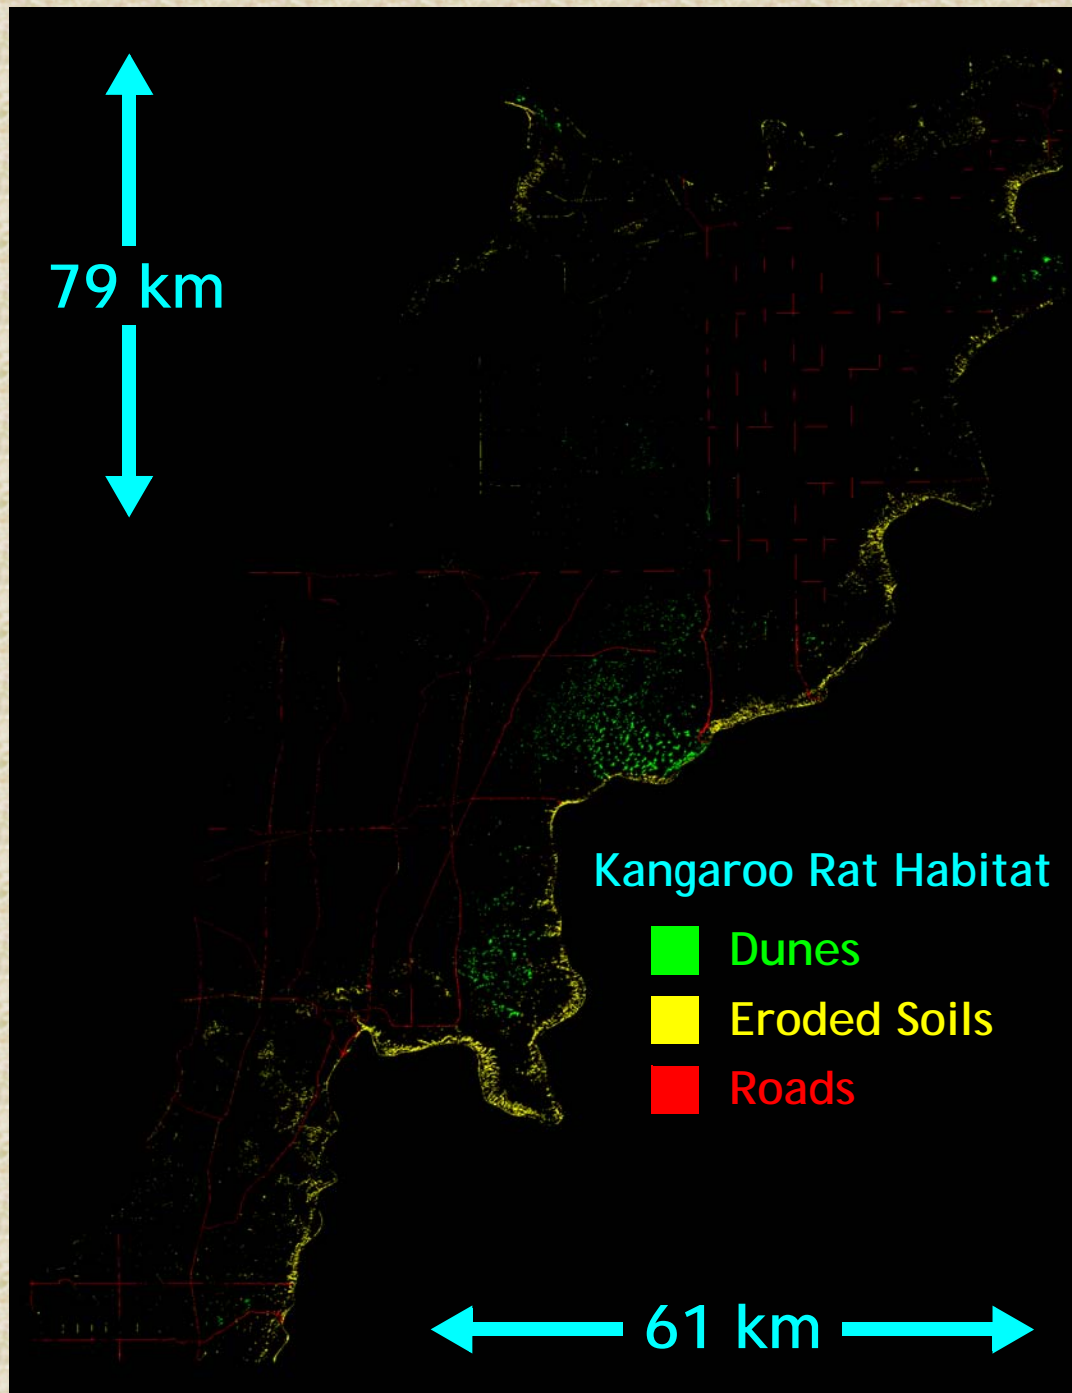 79 km
Kangaroo Rat Habitat
Dunes
Eroded Soils
Roads
61 km